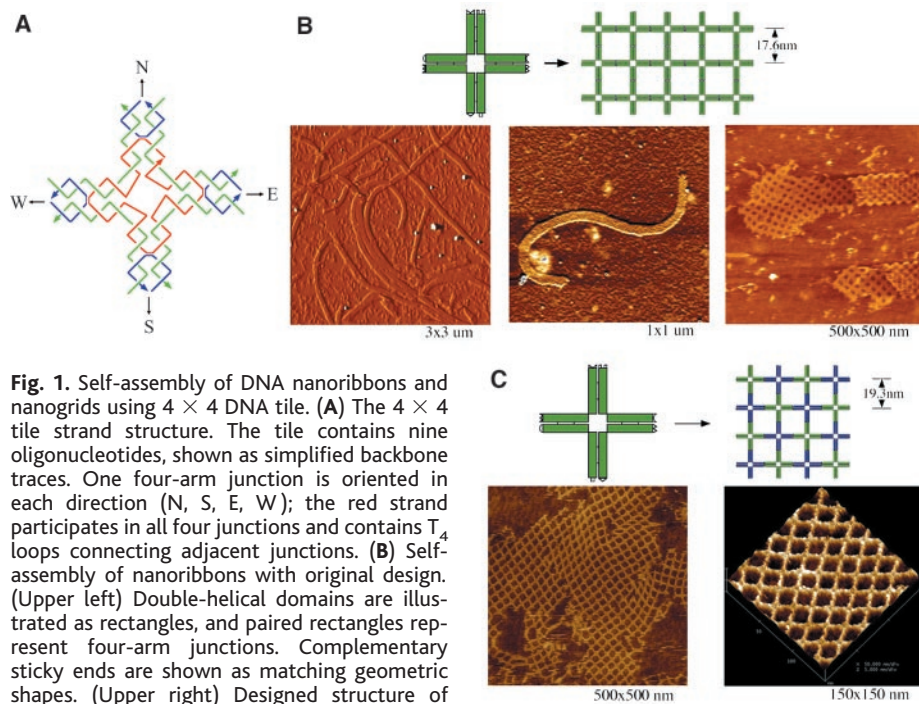 A
N
W
E
S
B
17.6nm
3x3 um
1x1 um
500x500 nm
Fig. 1. Self-assembly of DNA nanoribbons and
nanogrids using 4 × 4 DNA tile. (A) The 4 × 4
tile strand structure. The tile contains nine
oligonucleotides, shown as simplified backbone
traces. One four-arm junction is oriented in
each direction (N, S, E, W); the red strand
participates in all four junctions and contains T4
loops connecting adjacent junctions. (B) Self-
assembly of nanoribbons with original design.
(Upper left) Double-helical domains are illus-
trated as rectangles, and paired rectangles rep-
resent four-arm junctions. Complementary
sticky ends are shown as matching geometric
shapes. (Upper right) Designed structure of
C
19.3nm
500x500 nm
150x150 nm